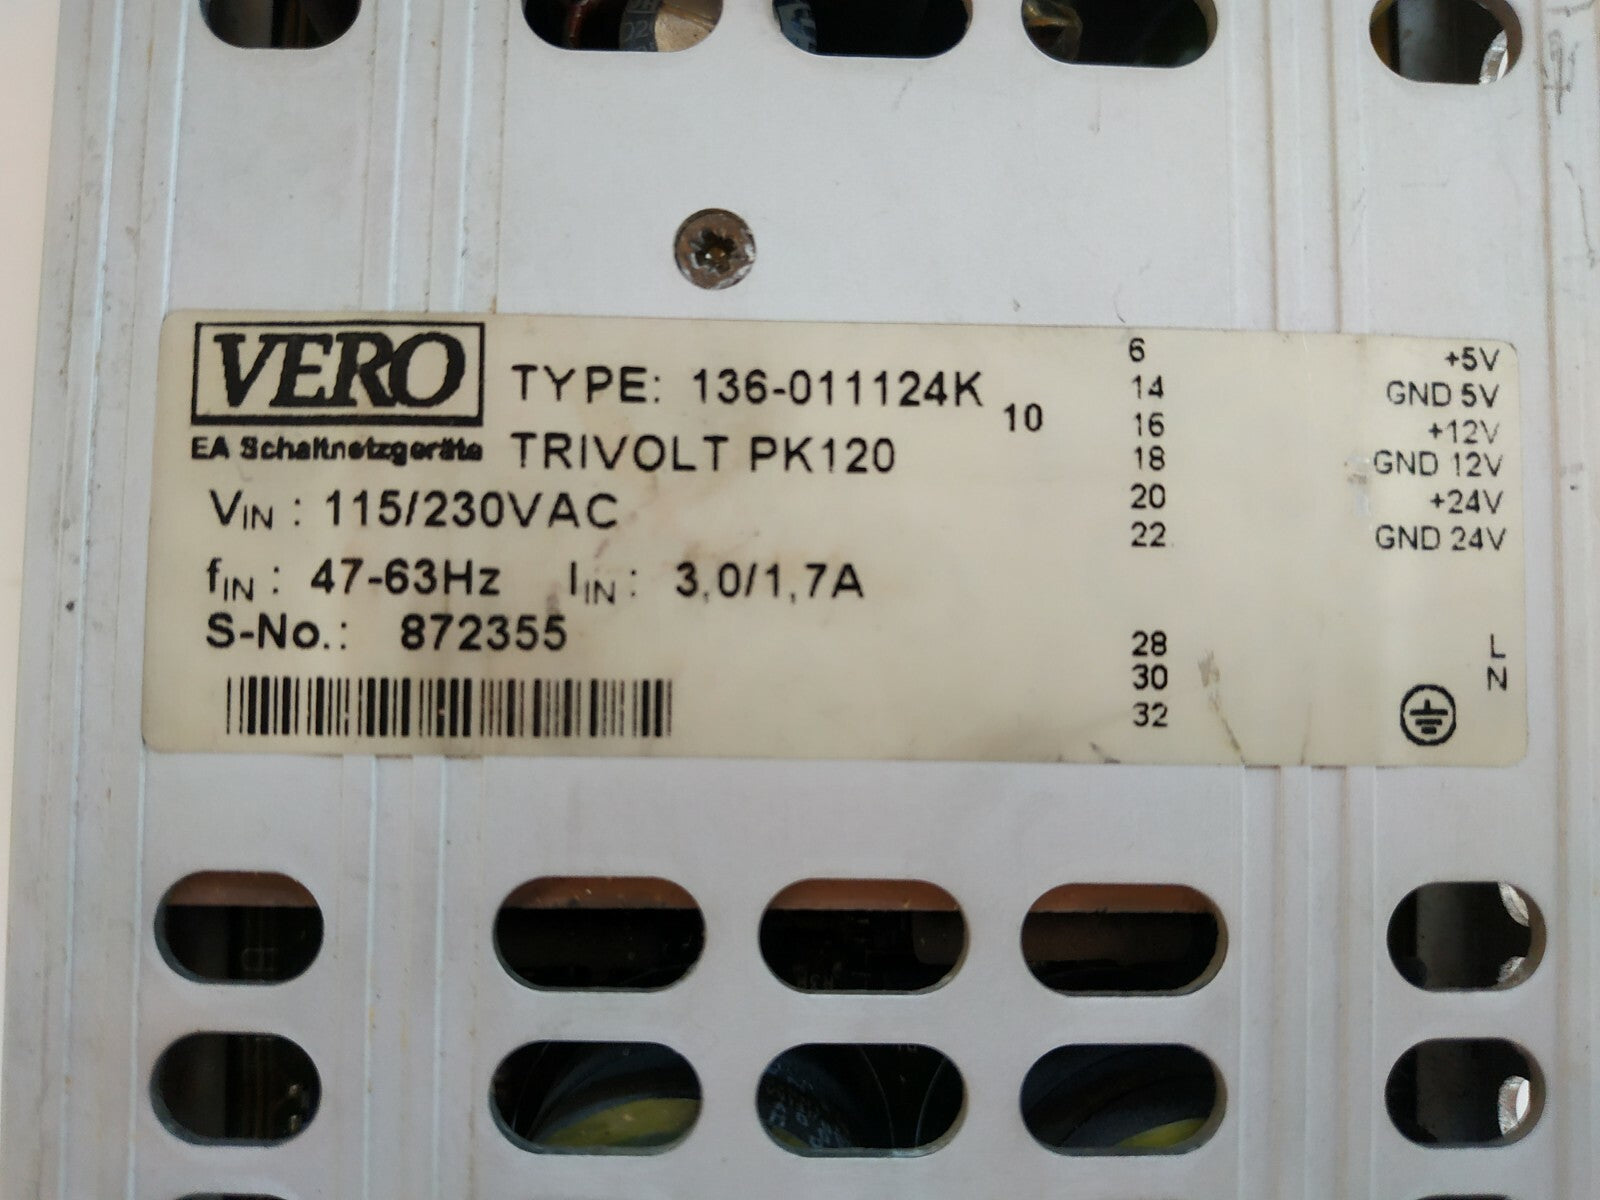 VERO
EA Schaltnetzgeräte
TYPE: 136-011124K
10
TRIVOLT PK120
VIN : 115/230VAC
fIN : 47-63Hz IIN : 3,0/1,7A
S-No.: 872355
6 +5V
14 GND 5V
16 +12V
18 GND 12V
20 +24V
22 GND 24V
28 L
30 N
32